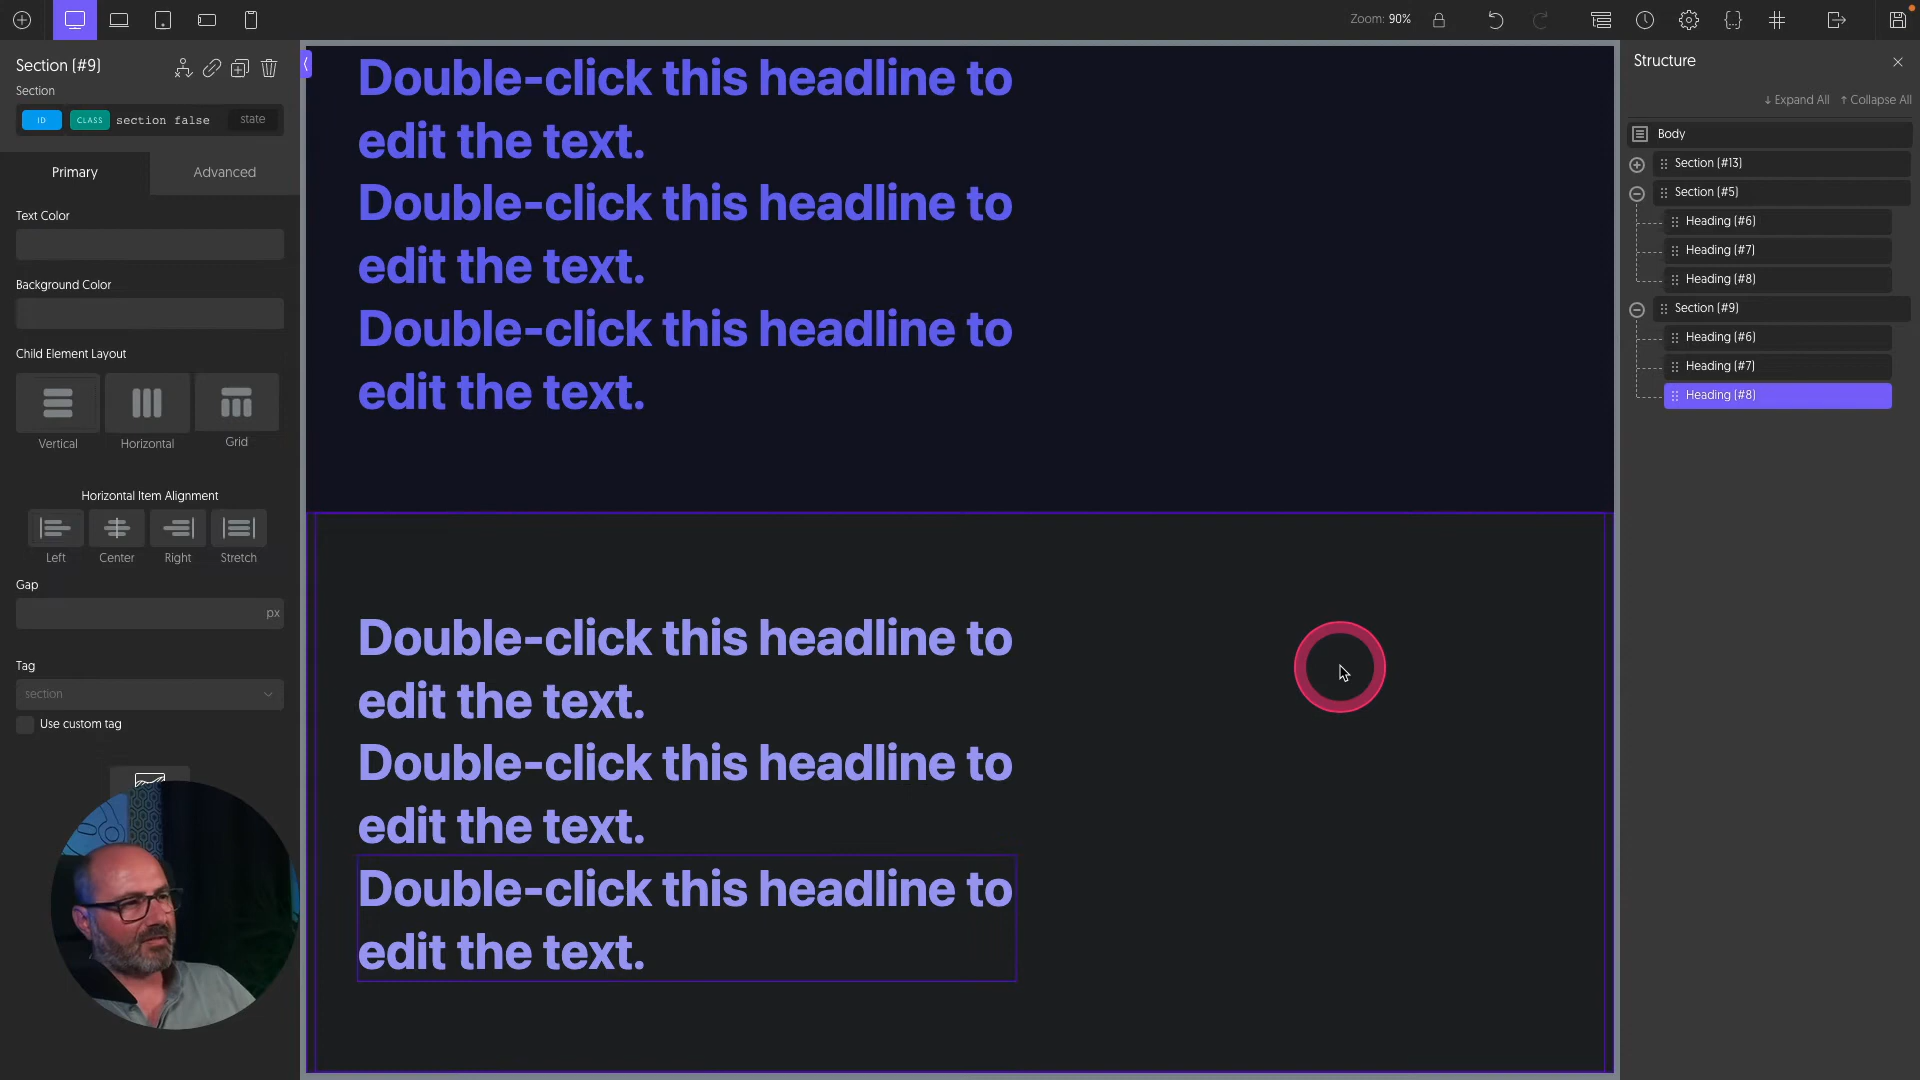 Zoom: 90%
Section (#9)
Section
ID CLASS section false state
Primary Advanced
Text Color
Background Color
Child Element Layout
Vertical Horizontal Grid
Horizontal Item Alignment
Left Center Right Stretch
Gap
px
Tag
section
Use custom tag
Double-click this headline to
edit the text.
Double-click this headline to
edit the text.
Double-click this headline to
edit the text.
Double-click this headline to
edit the text.
Double-click this headline to
edit the text.
Double-click this headline to
edit the text.
Structure
Expand All Collapse All
Body
Section (#13)
Section (#5)
Heading (#6)
Heading (#7)
Heading (#8)
Section (#9)
Heading (#6)
Heading (#7)
Heading (#8)